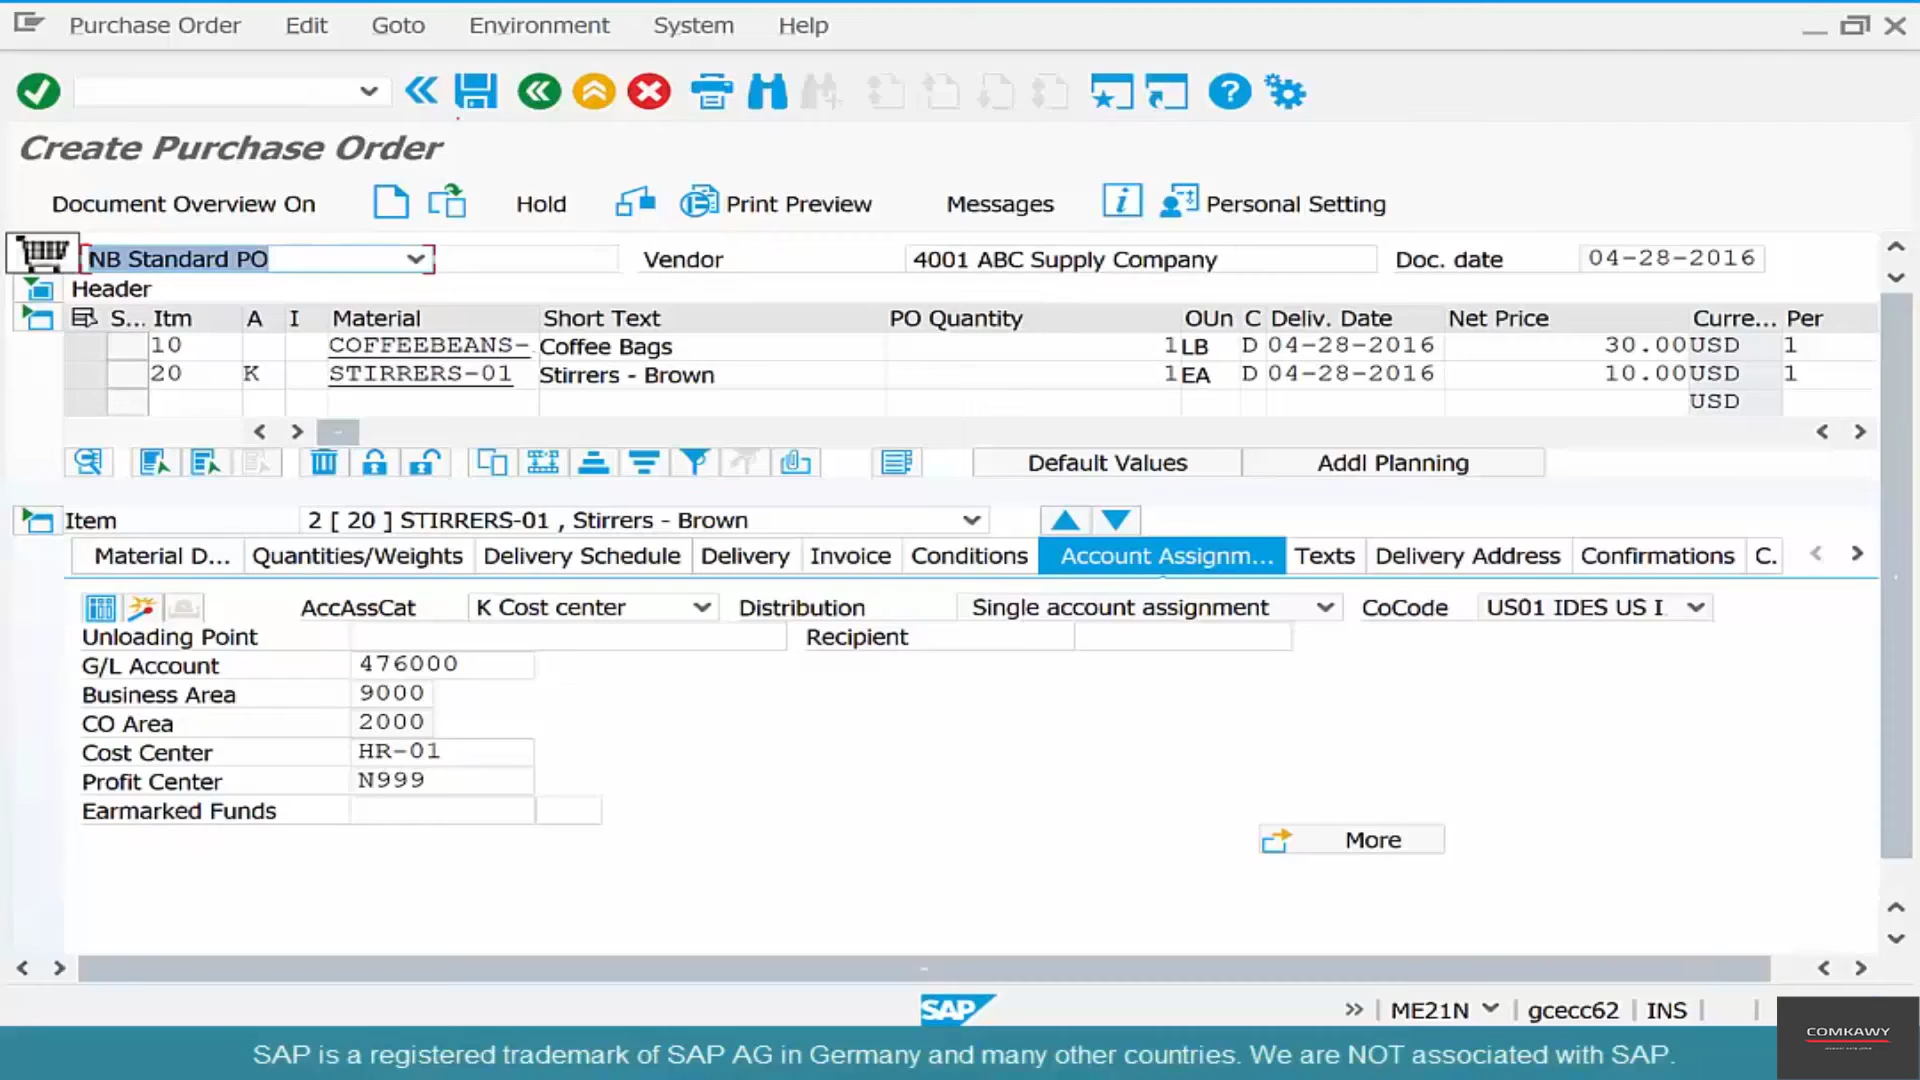 Purchase Order Edit Goto Environment System Help
Create Purchase Order
Document Overview On Hold Print Preview Messages Personal Setting
NB Standard PO Vendor 4001 ABC Supply Company Doc. date 04-28-2016
Header
S... Itm A I Material Short Text PO Quantity OUn C Deliv. Date Net Price Curre... Per
10 COFFEEBEANS- Coffee Bags 1 LB D 04-28-2016 30.00 USD 1
20 K STIRRERS-01 Stirrers - Brown 1 EA D 04-28-2016 10.00 USD 1
USD
Default Values Addl Planning
Item 2 [ 20 ] STIRRERS-01 , Stirrers - Brown
Material D... Quantities/Weights Delivery Schedule Delivery Invoice Conditions Account Assignm... Texts Delivery Address Confirmations C.
AccAssCat K Cost center Distribution Single account assignment CoCode US01 IDES US I
Unloading Point Recipient
G/L Account 476000
Business Area 9000
CO Area 2000
Cost Center HR-01
Profit Center N999
Earmarked Funds
More
SAP ME21N gcecc62 INS
COMKAWY
SAP is a registered trademark of SAP AG in Germany and many other countries. We are NOT associated with SAP.